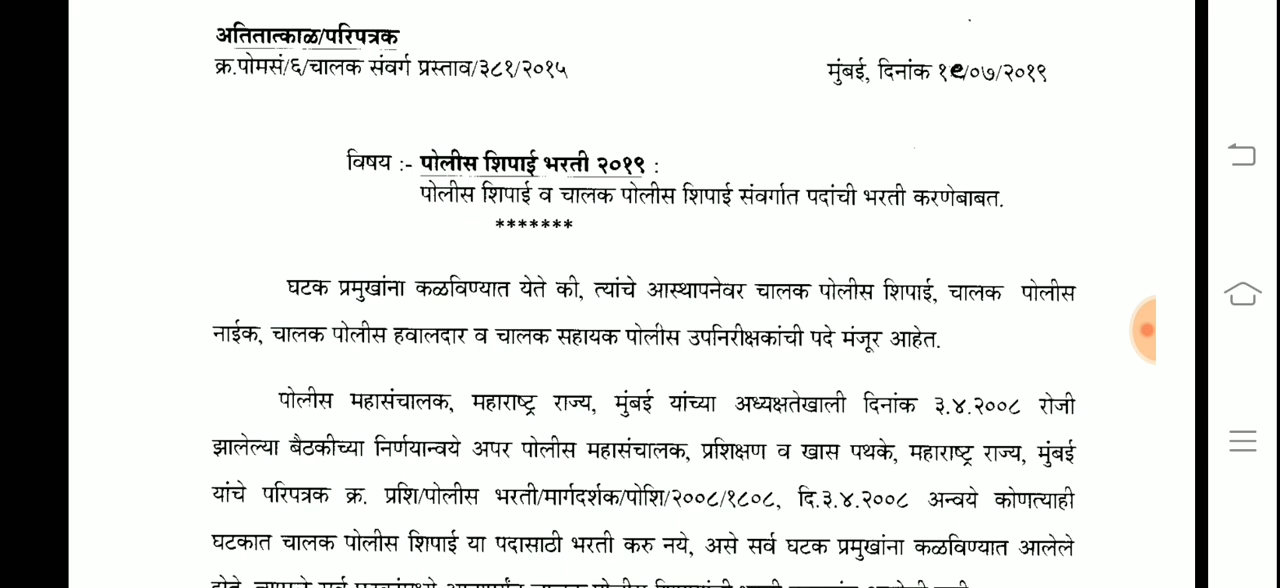 अतितात्काळ/परिपत्रक
क्र.पोमसं/६/चालक संवर्ग प्रस्ताव/३८१/२०१५ मुंबई, दिनांक १९/०७/२०१९
विषय :- पोलीस शिपाई भरती २०१९ :
पोलीस शिपाई व चालक पोलीस शिपाई संवर्गात पदांची भरती करणेबाबत.
*******
घटक प्रमुखांना कळविण्यात येते की, त्यांचे आस्थापनेवर चालक पोलीस शिपाई, चालक पोलीस
नाईक, चालक पोलीस हवालदार व चालक सहायक पोलीस उपनिरीक्षकांची पदे मंजूर आहेत.
पोलीस महासंचालक, महाराष्ट्र राज्य, मुंबई यांच्या अध्यक्षतेखाली दिनांक ३.४.२००८ रोजी
झालेल्या बैटकीच्या निर्णयान्वये अपर पोलीस महासंचालक, प्रशिक्षण व खास पथके, महाराष्ट्र राज्य, मुंबई
यांचे परिपत्रक क्र. प्रशि/पोलीस भरती/मार्गदर्शक/पोशि/२००८/१८०८, दि.३.४.२००८ अन्वये कोणत्याही
घटकात चालक पोलीस शिपाई या पदासाठी भरती करु नये, असे सर्व घटक प्रमुखांना कळविण्यात आलेले